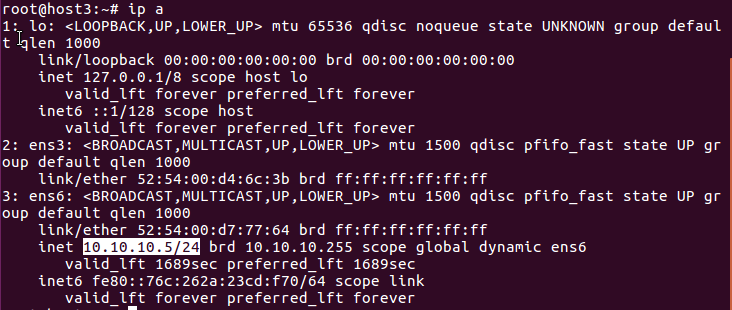 root@host3:~# ip a
1: lo: <LOOPBACK,UP,LOWER_UP> mtu 65536 qdisc noqueue state UNKNOWN group defaul
t qlen 1000
    link/loopback 00:00:00:00:00:00 brd 00:00:00:00:00:00
    inet 127.0.0.1/8 scope host lo
       valid_lft forever preferred_lft forever
    inet6 ::1/128 scope host
       valid_lft forever preferred_lft forever
2: ens3: <BROADCAST,MULTICAST,UP,LOWER_UP> mtu 1500 qdisc pfifo_fast state UP gr
oup default qlen 1000
    link/ether 52:54:00:d4:6c:3b brd ff:ff:ff:ff:ff:ff
3: ens6: <BROADCAST,MULTICAST,UP,LOWER_UP> mtu 1500 qdisc pfifo_fast state UP gr
oup default qlen 1000
    link/ether 52:54:00:d7:77:64 brd ff:ff:ff:ff:ff:ff
    inet 10.10.10.5/24 brd 10.10.10.255 scope global dynamic ens6
       valid_lft 1689sec preferred_lft 1689sec
    inet6 fe80::76c:262a:23cd:f70/64 scope link
       valid_lft forever preferred_lft forever